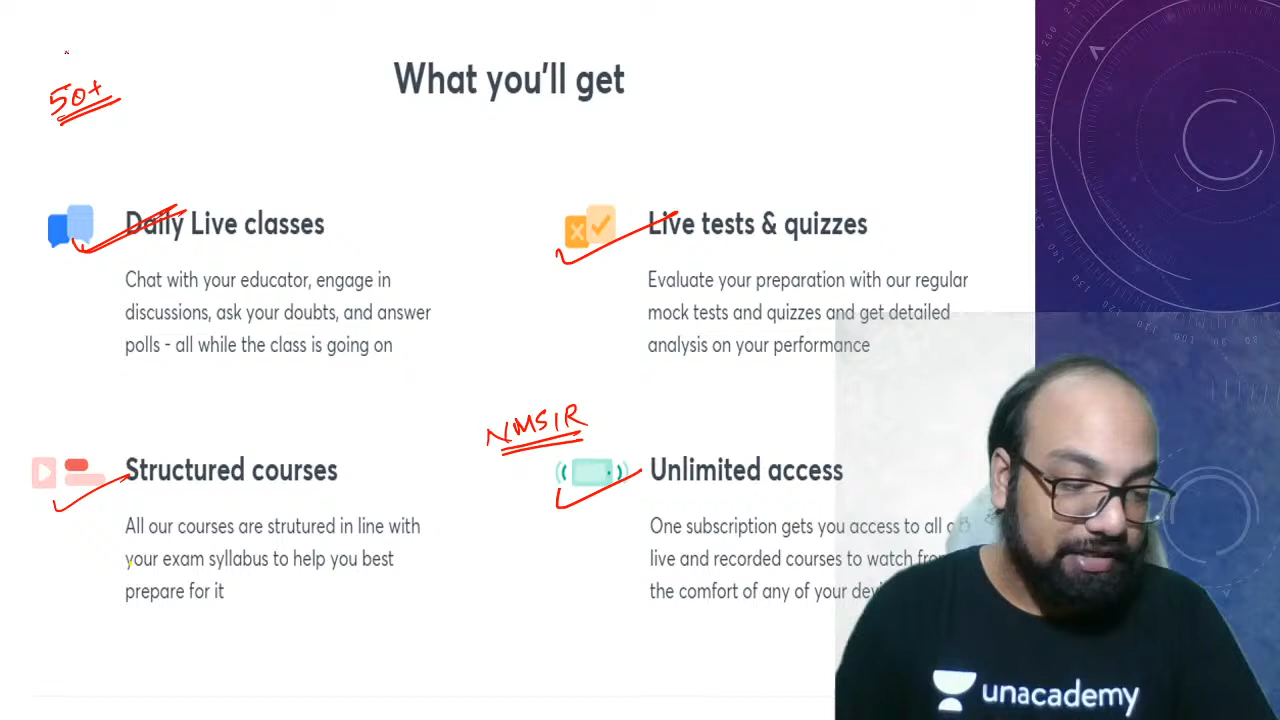 What you'll get
50+
Daily Live classes
Chat with your educator, engage in
discussions, ask your doubts, and answer
polls - all while the class is going on
Live tests & quizzes
Evaluate your preparation with our regular
mock tests and quizzes and get detailed
analysis on your performance
NMSIR
Structured courses
All our courses are strutured in line with
your exam syllabus to help you best
prepare for it
Unlimited access
One subscription gets you access to all
live and recorded courses to watch
the comfort of any of your
unacademy